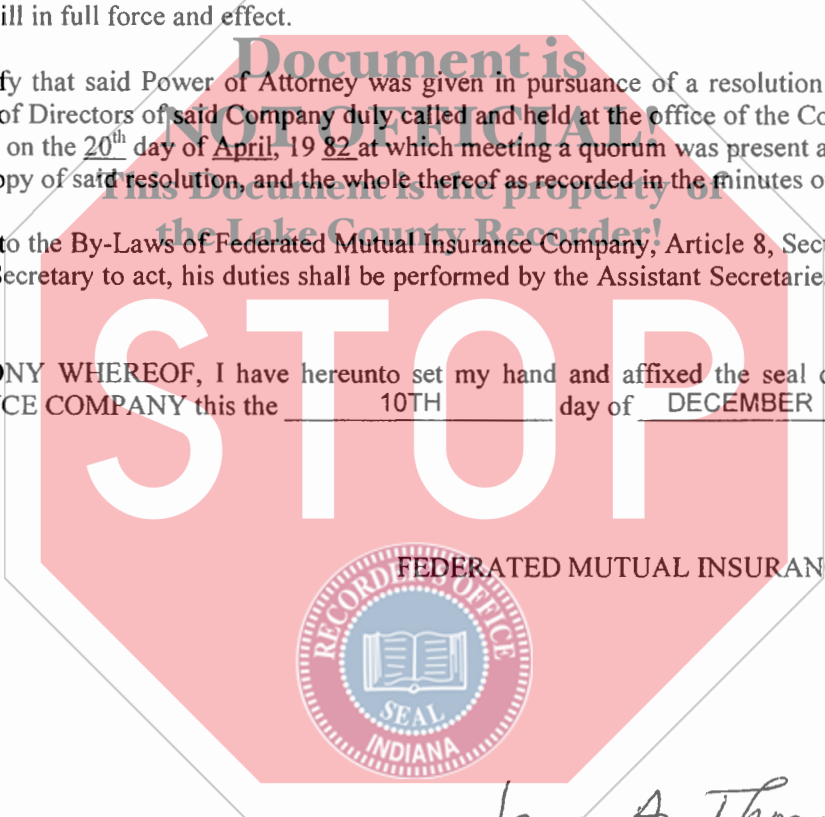 ill in full force and effect.
Document is
fy that said Power of Attorney was given in pursuance of a resolution
of Directors of said Company duly called and held at the office of the Co
NOT OFFICIAL!
on the 20th day of April, 19 82 at which meeting a quorum was present a
opy of said resolution, and the whole thereof as recorded in the minutes o
This Document is the property of
the Lake County Recorder!
to the By-Laws of Federated Mutual Insurance Company, Article 8, Sec
Secretary to act, his duties shall be performed by the Assistant Secretarie
STOP
ONY WHEREOF, I have hereunto set my hand and affixed the seal o
CE COMPANY this the 10TH day of DECEMBER
FEDERATED MUTUAL INSURAN
RECORDER'S OFFICE
SEAL
INDIANA